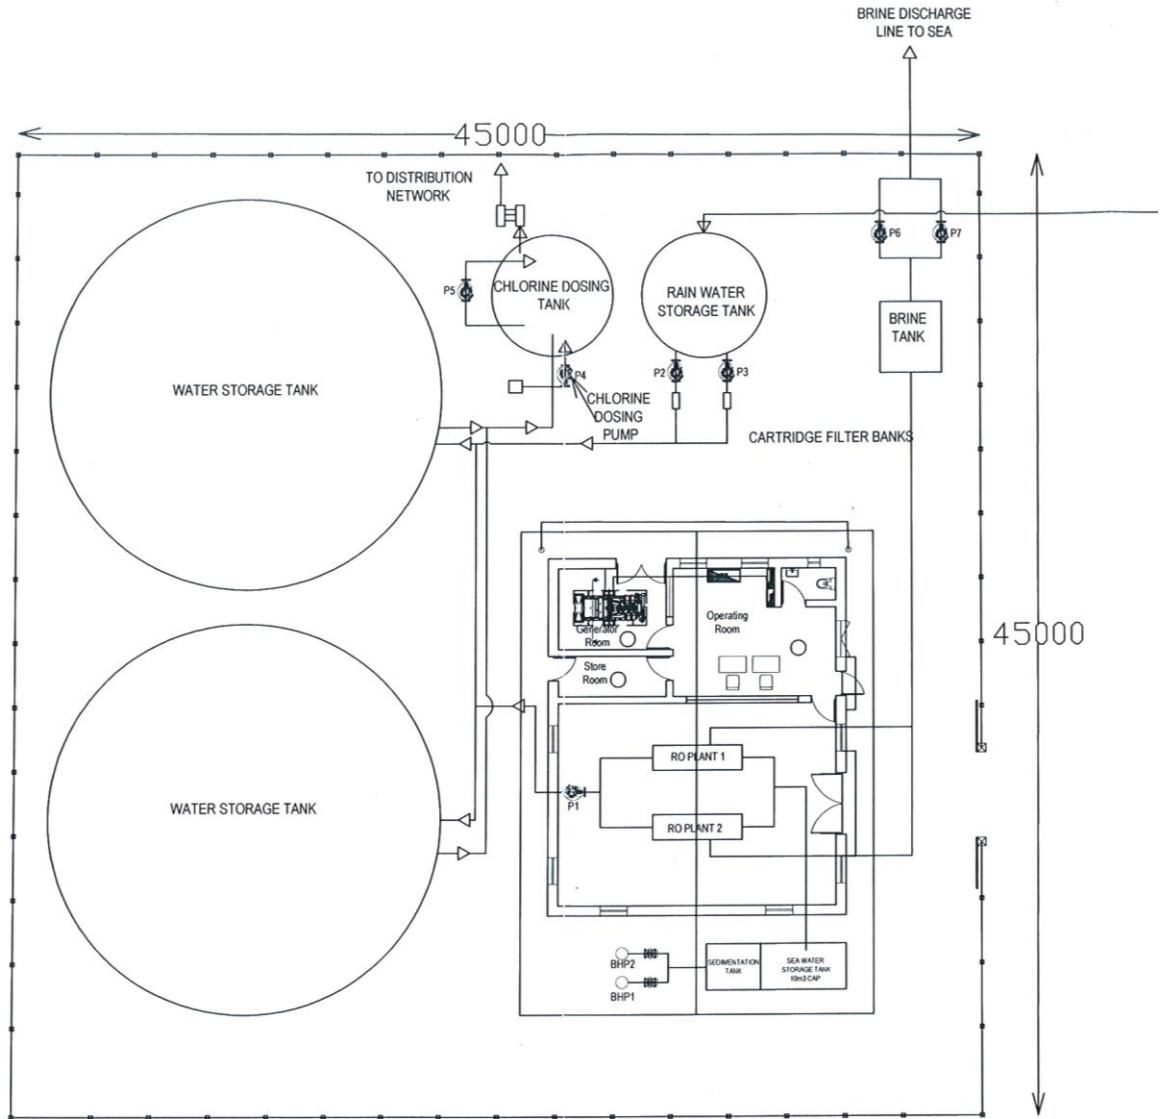 BRINE DISCHARGE
LINE TO SEA
45000
TO DISTRIBUTION
NETWORK
P6
P7
CHLORINE DOSING
TANK
P5
RAIN WATER
STORAGE TANK
BRINE
TANK
P4
P2
P3
WATER STORAGE TANK
CHLORINE
DOSING
PUMP
CARTRIDGE FILTER BANKS
Generator
Room
Operating
Room
45000
Store
Room
RO PLANT 1
P1
RO PLANT 2
WATER STORAGE TANK
BHP2
BHP1
SEDIMENTATION
TANK
SEA WATER
STORAGE TANK
10m3 CAP